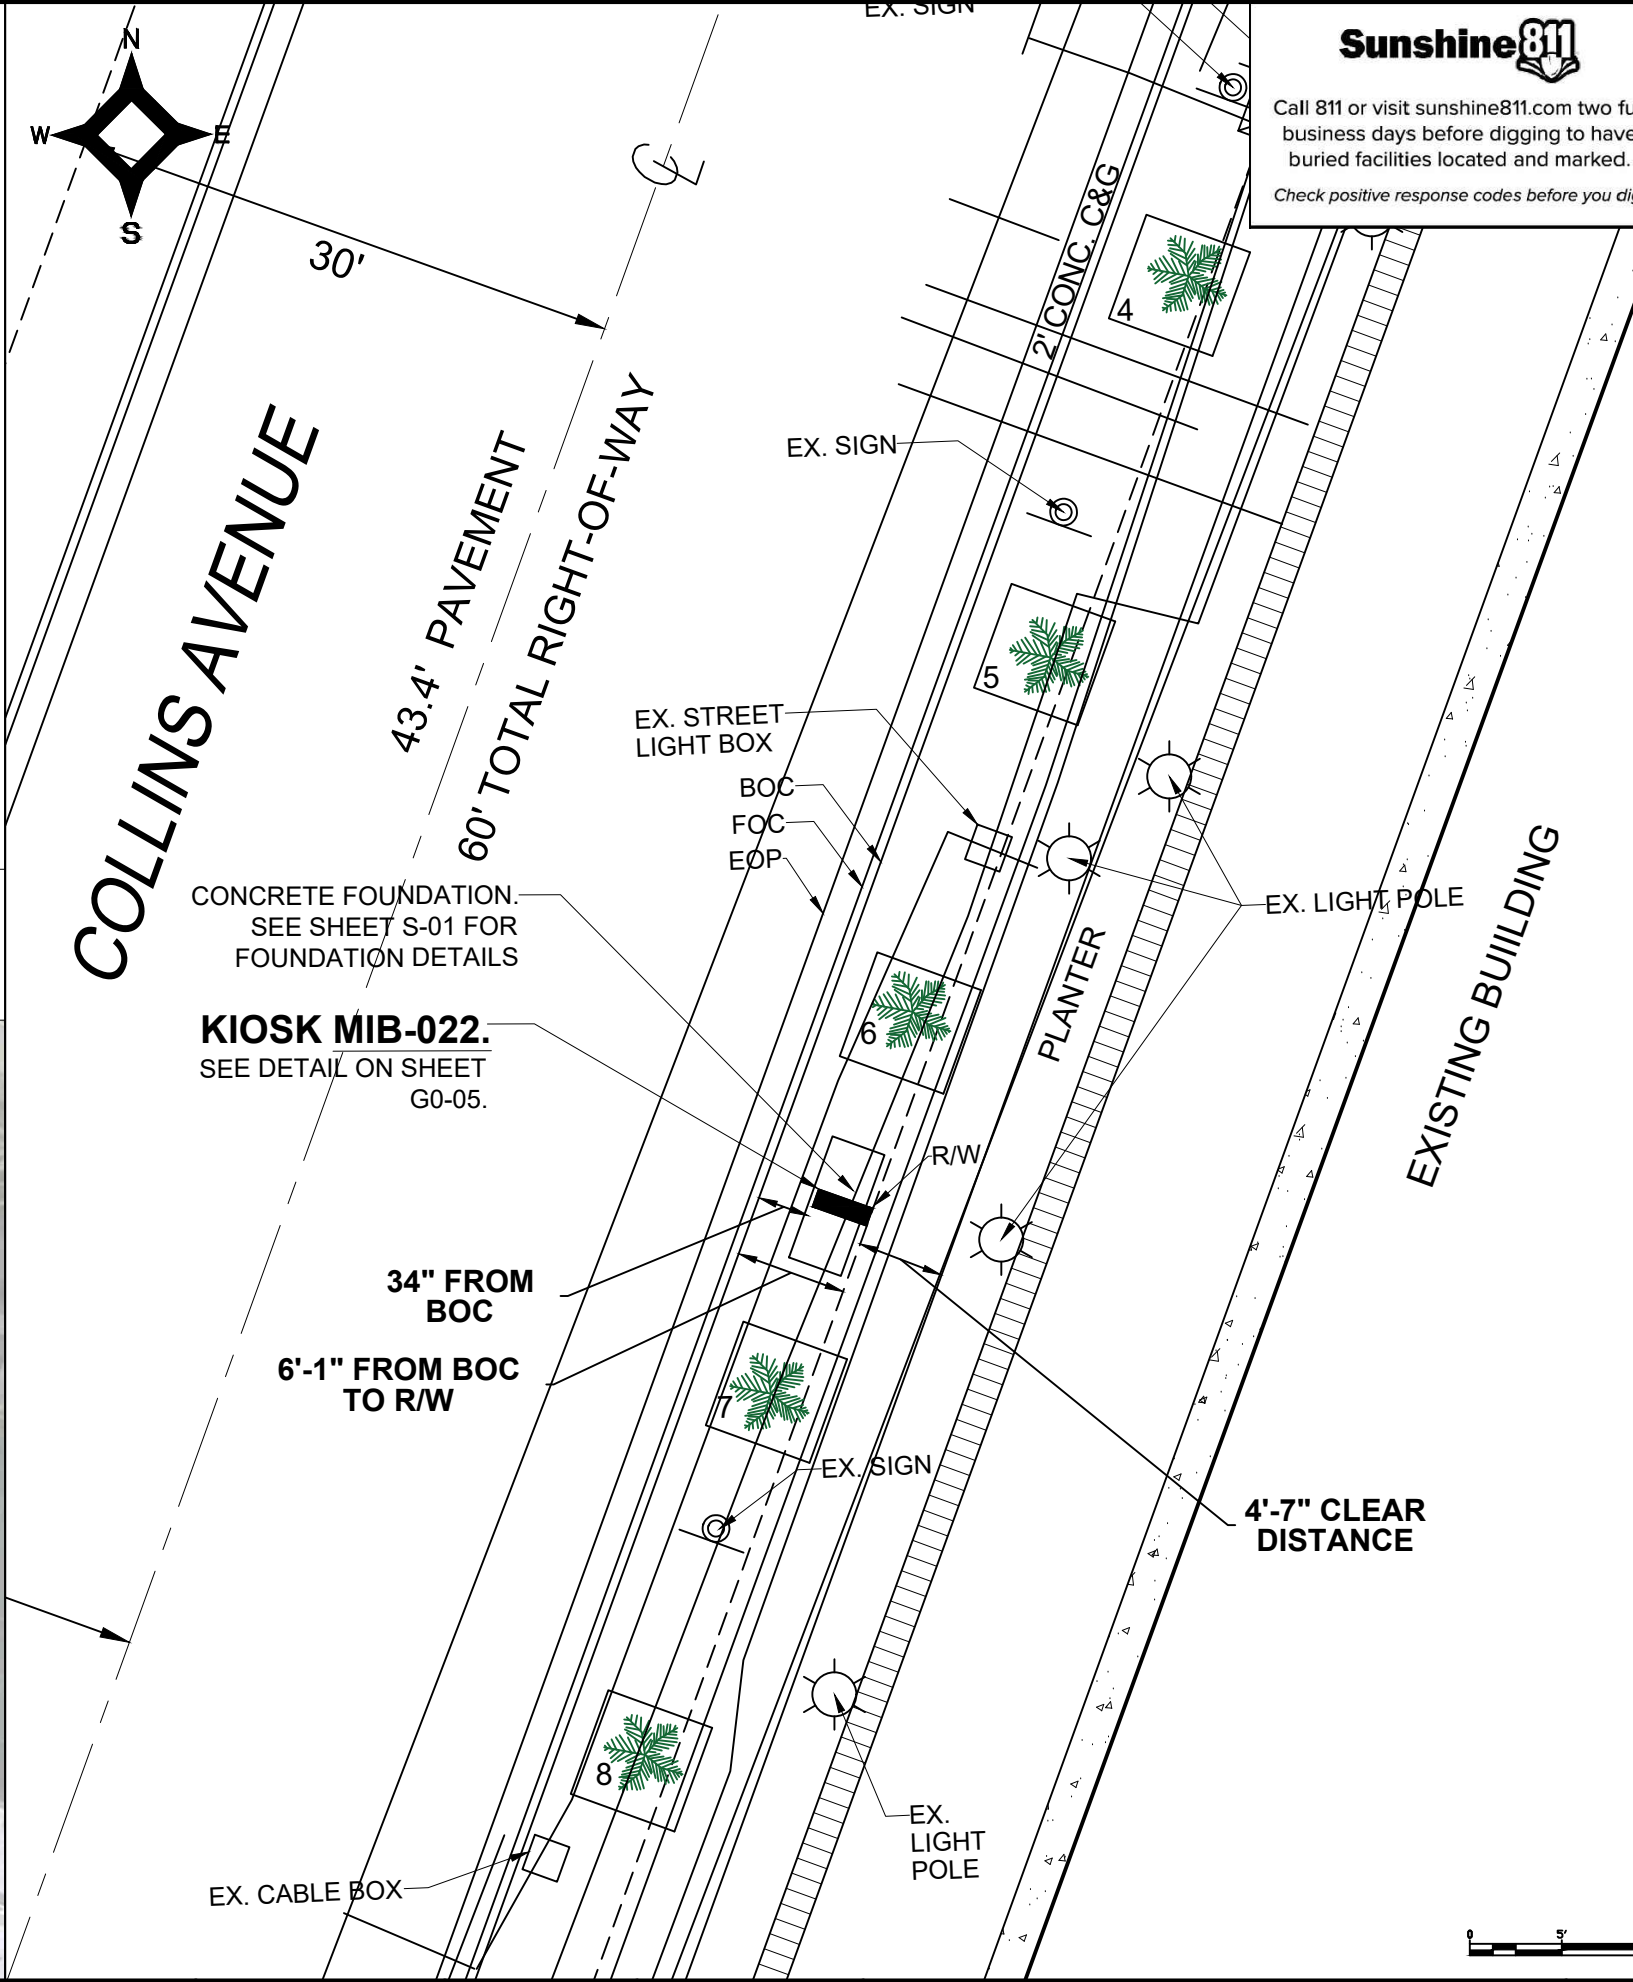 EX. SIGN
Sunshine 811
Call 811 or visit sunshine811.com two fu
business days before digging to have
buried facilities located and marked.
Check positive response codes before you di
N
W E
S
30'
CL
2' CONC. C&G
4
COLLINS AVENUE
43.4' PAVEMENT
60' TOTAL RIGHT-OF-WAY
EX. SIGN
5
EX. STREET
LIGHT BOX
BOC
FOC
EOP
CONCRETE FOUNDATION.
SEE SHEET S-01 FOR
FOUNDATION DETAILS
EX. LIGHT POLE
PLANTER
EXISTING BUIILDING
KIOSK MIB-022.
SEE DETAIL ON SHEET
G0-05.
6
R/W
34" FROM
BOC
6'-1" FROM BOC
TO R/W
7
EX. SIGN
4'-7" CLEAR
DISTANCE
8
EX.
LIGHT
POLE
EX. CABLE BOX
0 5'